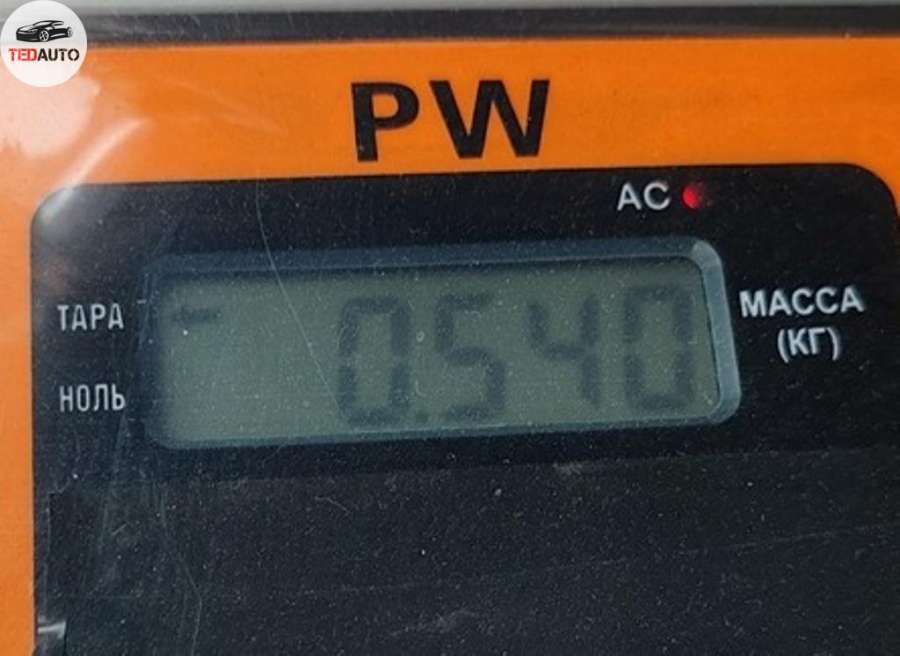 TEDAUTO
PW
AC
ТАРА
0.540
МАССА
(КГ)
НОЛЬ